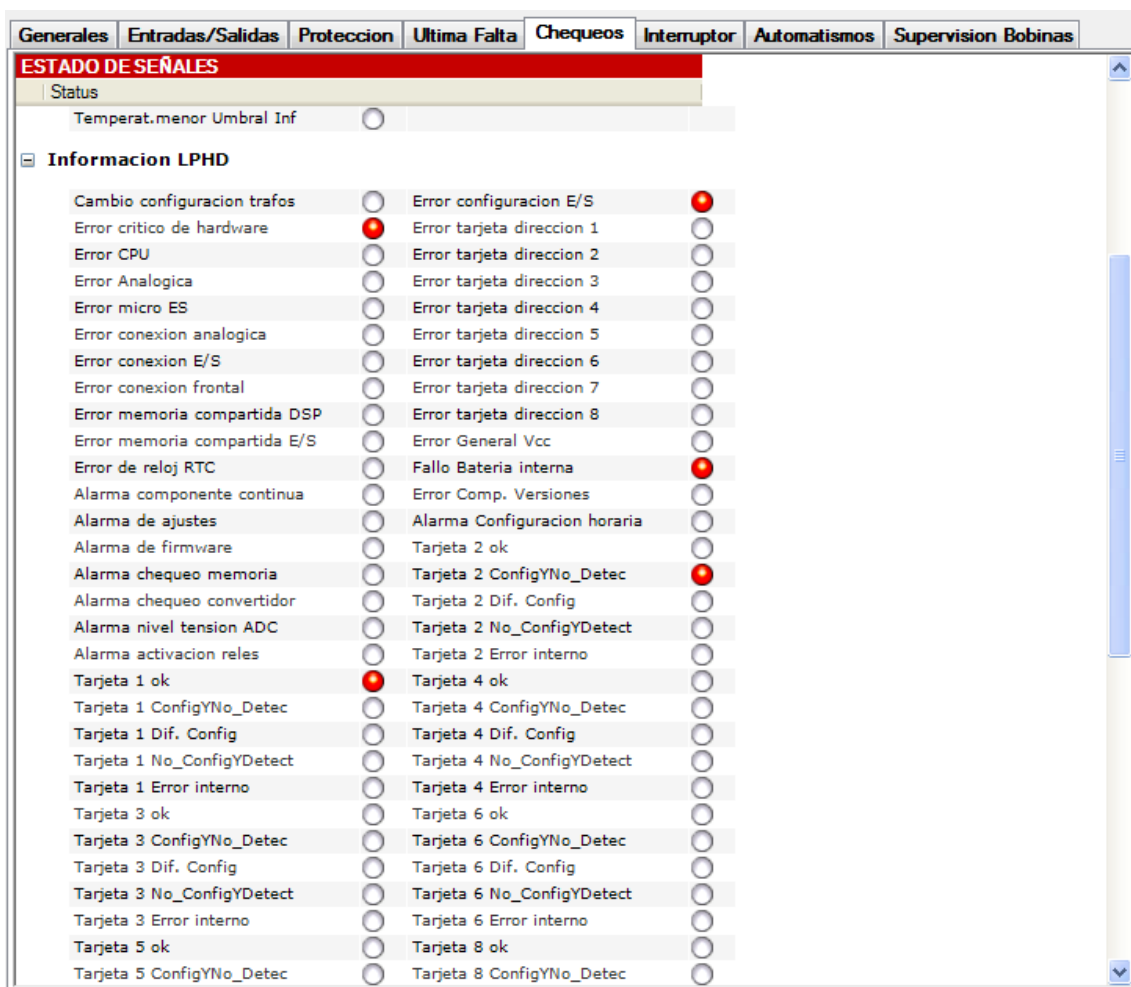 Generales Entradas/Salidas Proteccion Ultima Falta Chequeos Interruptor Automatismos Supervision Bobinas
ESTADO DE SEÑALES
Status
Temperat.menor Umbral Inf
Informacion LPHD
Cambio configuracion trafos Error configuracion E/S
Error critico de hardware Error tarjeta direccion 1
Error CPU Error tarjeta direccion 2
Error Analogica Error tarjeta direccion 3
Error micro ES Error tarjeta direccion 4
Error conexion analogica Error tarjeta direccion 5
Error conexion E/S Error tarjeta direccion 6
Error conexion frontal Error tarjeta direccion 7
Error memoria compartida DSP Error tarjeta direccion 8
Error memoria compartida E/S Error General Vcc
Error de reloj RTC Fallo Bateria interna
Alarma componente continua Error Comp. Versiones
Alarma de ajustes Alarma Configuracion horaria
Alarma de firmware Tarjeta 2 ok
Alarma chequeo memoria Tarjeta 2 ConfigYNo_Detec
Alarma chequeo convertidor Tarjeta 2 Dif. Config
Alarma nivel tension ADC Tarjeta 2 No_ConfigYDetect
Alarma activacion reles Tarjeta 2 Error interno
Tarjeta 1 ok Tarjeta 4 ok
Tarjeta 1 ConfigYNo_Detec Tarjeta 4 ConfigYNo_Detec
Tarjeta 1 Dif. Config Tarjeta 4 Dif. Config
Tarjeta 1 No_ConfigYDetect Tarjeta 4 No_ConfigYDetect
Tarjeta 1 Error interno Tarjeta 4 Error interno
Tarjeta 3 ok Tarjeta 6 ok
Tarjeta 3 ConfigYNo_Detec Tarjeta 6 ConfigYNo_Detec
Tarjeta 3 Dif. Config Tarjeta 6 Dif. Config
Tarjeta 3 No_ConfigYDetect Tarjeta 6 No_ConfigYDetect
Tarjeta 3 Error interno Tarjeta 6 Error interno
Tarjeta 5 ok Tarjeta 8 ok
Tarjeta 5 ConfigYNo_Detec Tarjeta 8 ConfigYNo_Detec